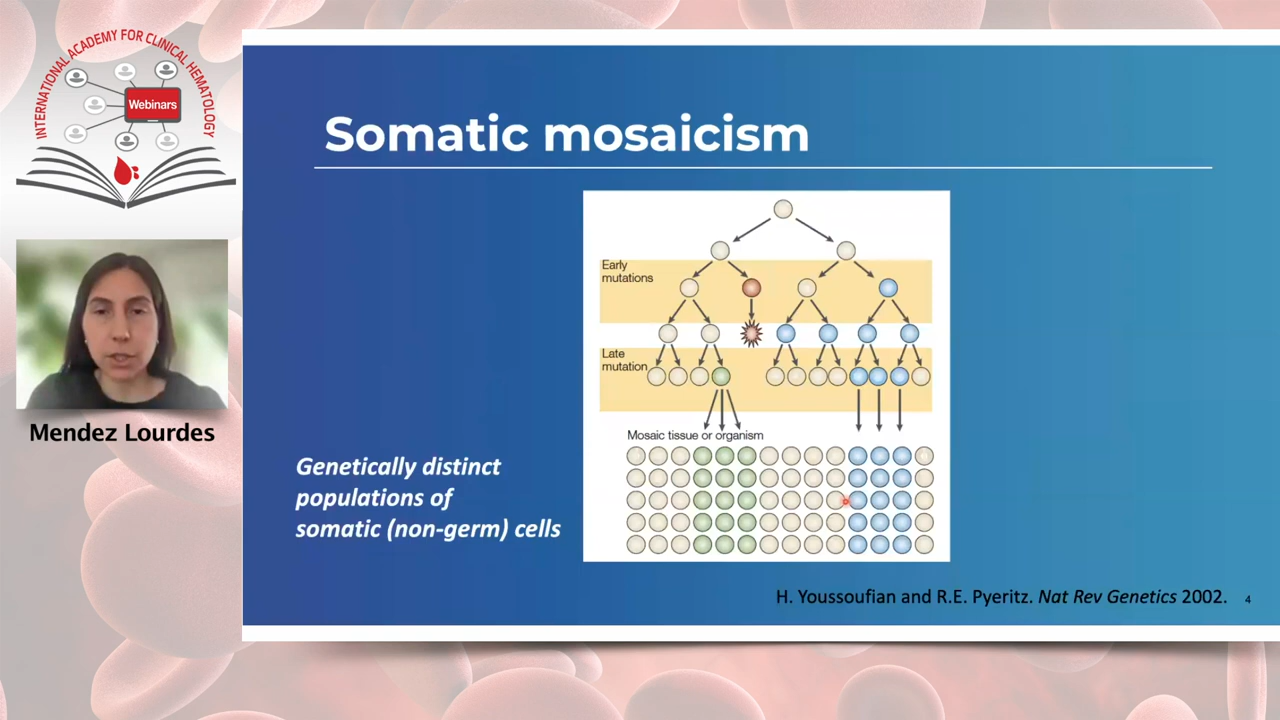 INTERNATIONAL ACADEMY FOR CLINICAL HEMATOLOGY
Webinars
Mendez Lourdes
Somatic mosaicism
Early
mutations
Late
mutation
Mosaic tissue or organism
Genetically distinct
populations of
somatic (non-germ) cells
H. Youssoufian and R.E. Pyeritz. Nat Rev Genetics 2002.
4